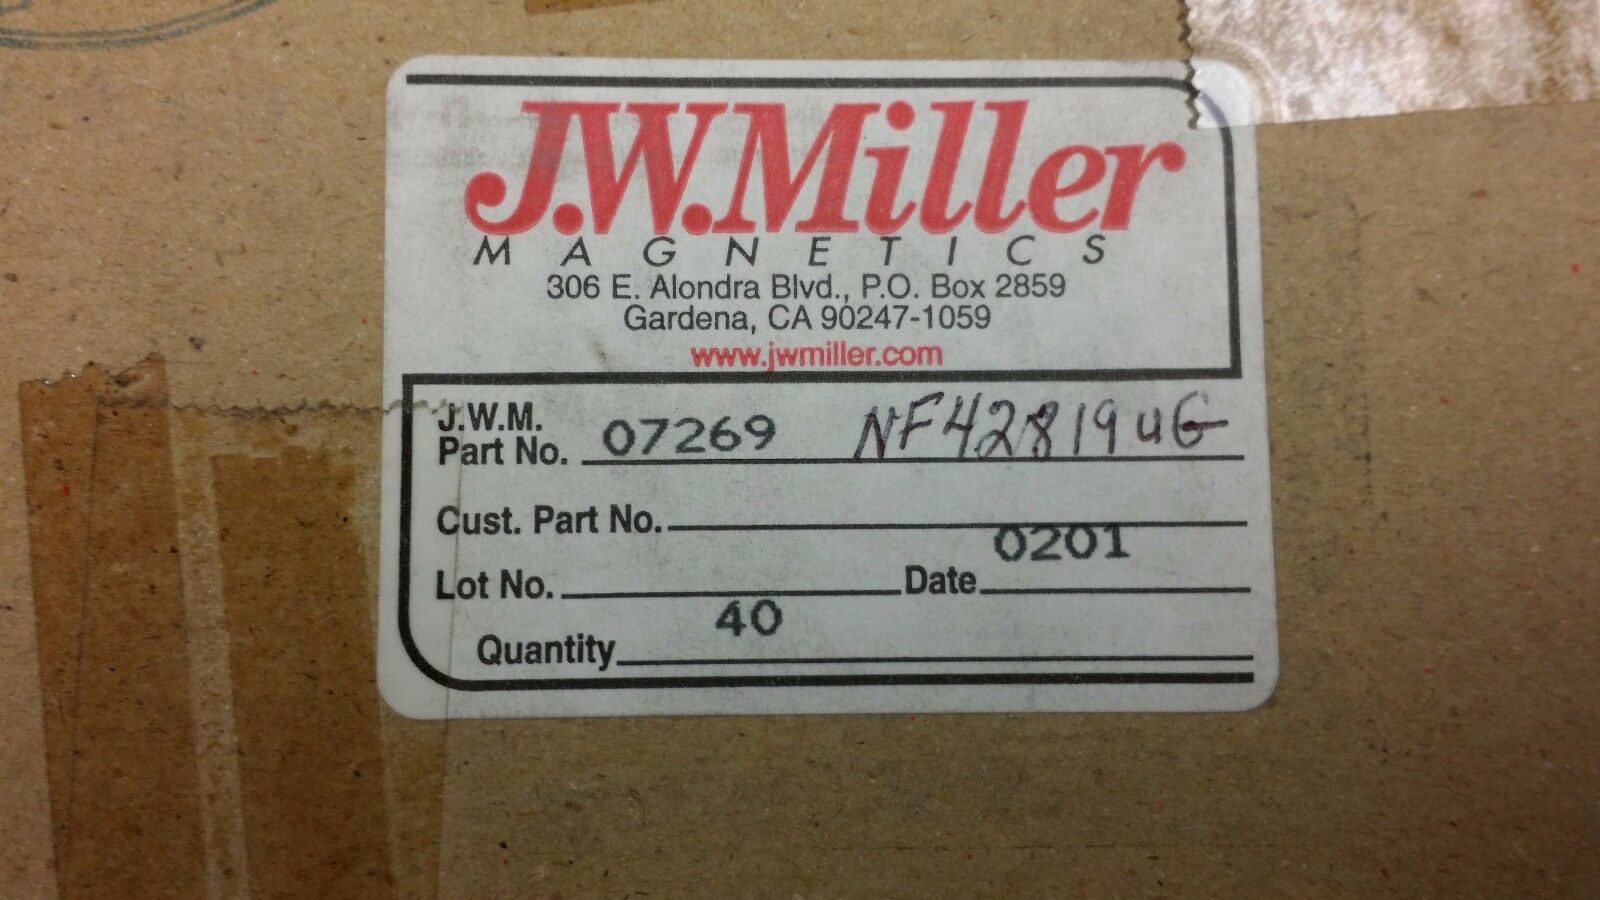 J.W.Miller
MAGNETICS
306 E. Alondra Blvd., P.O. Box 2859
Gardena, CA 90247-1059
www.jwmiller.com
J.W.M.
Part No. 07269 NF42819UG
Cust. Part No.
Lot No. Date 0201
Quantity 40